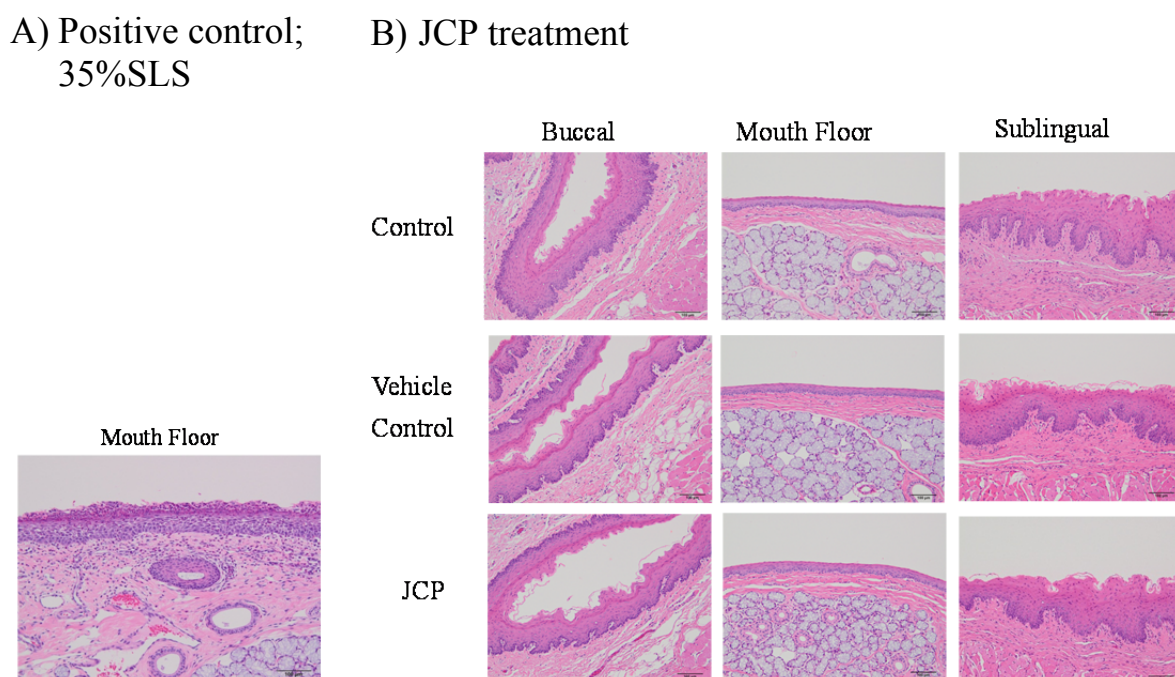 A) Positive control;
35%SLS
B) JCP treatment
Buccal
Mouth Floor
Sublingual
Control
Vehicle
Control
JCP
Mouth Floor